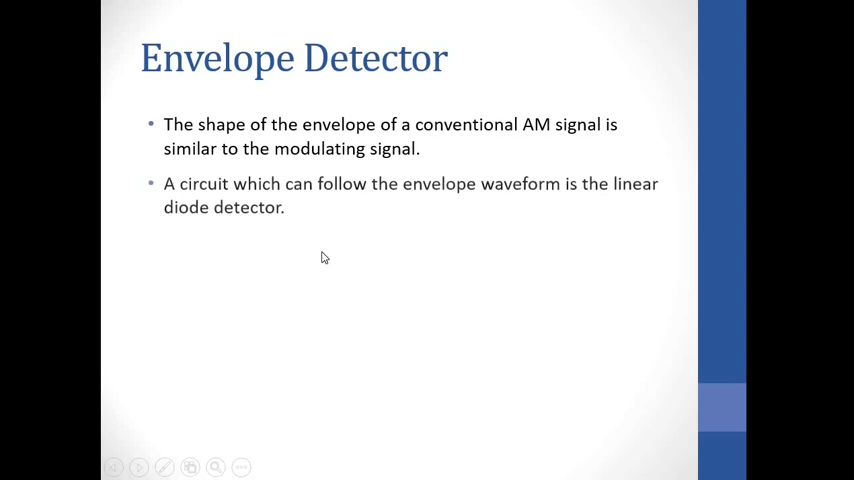 Envelope Detector
• The shape of the envelope of a conventional AM signal is
similar to the modulating signal.
• A circuit which can follow the envelope waveform is the linear
diode detector.